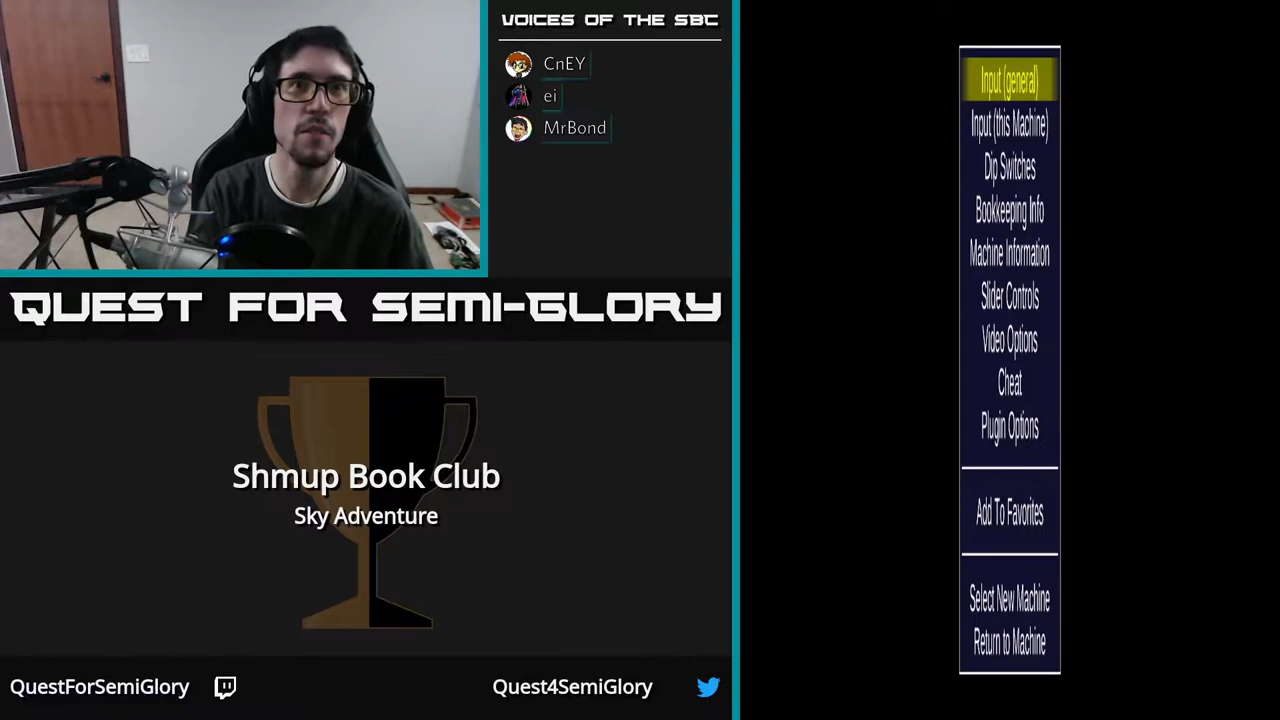 VOICES OF THE SBC
CnEY
ei
MrBond
QUEST FOR SEMI-GLORY
Shmup Book Club
Sky Adventure
QuestForSemiGlory
Quest4SemiGlory
Input (general)
Input (this Machine)
Dip Switches
Bookkeeping Info
Machine Information
Slider Controls
Video Options
Cheat
Plugin Options
Add To Favorites
Select New Machine
Return to Machine